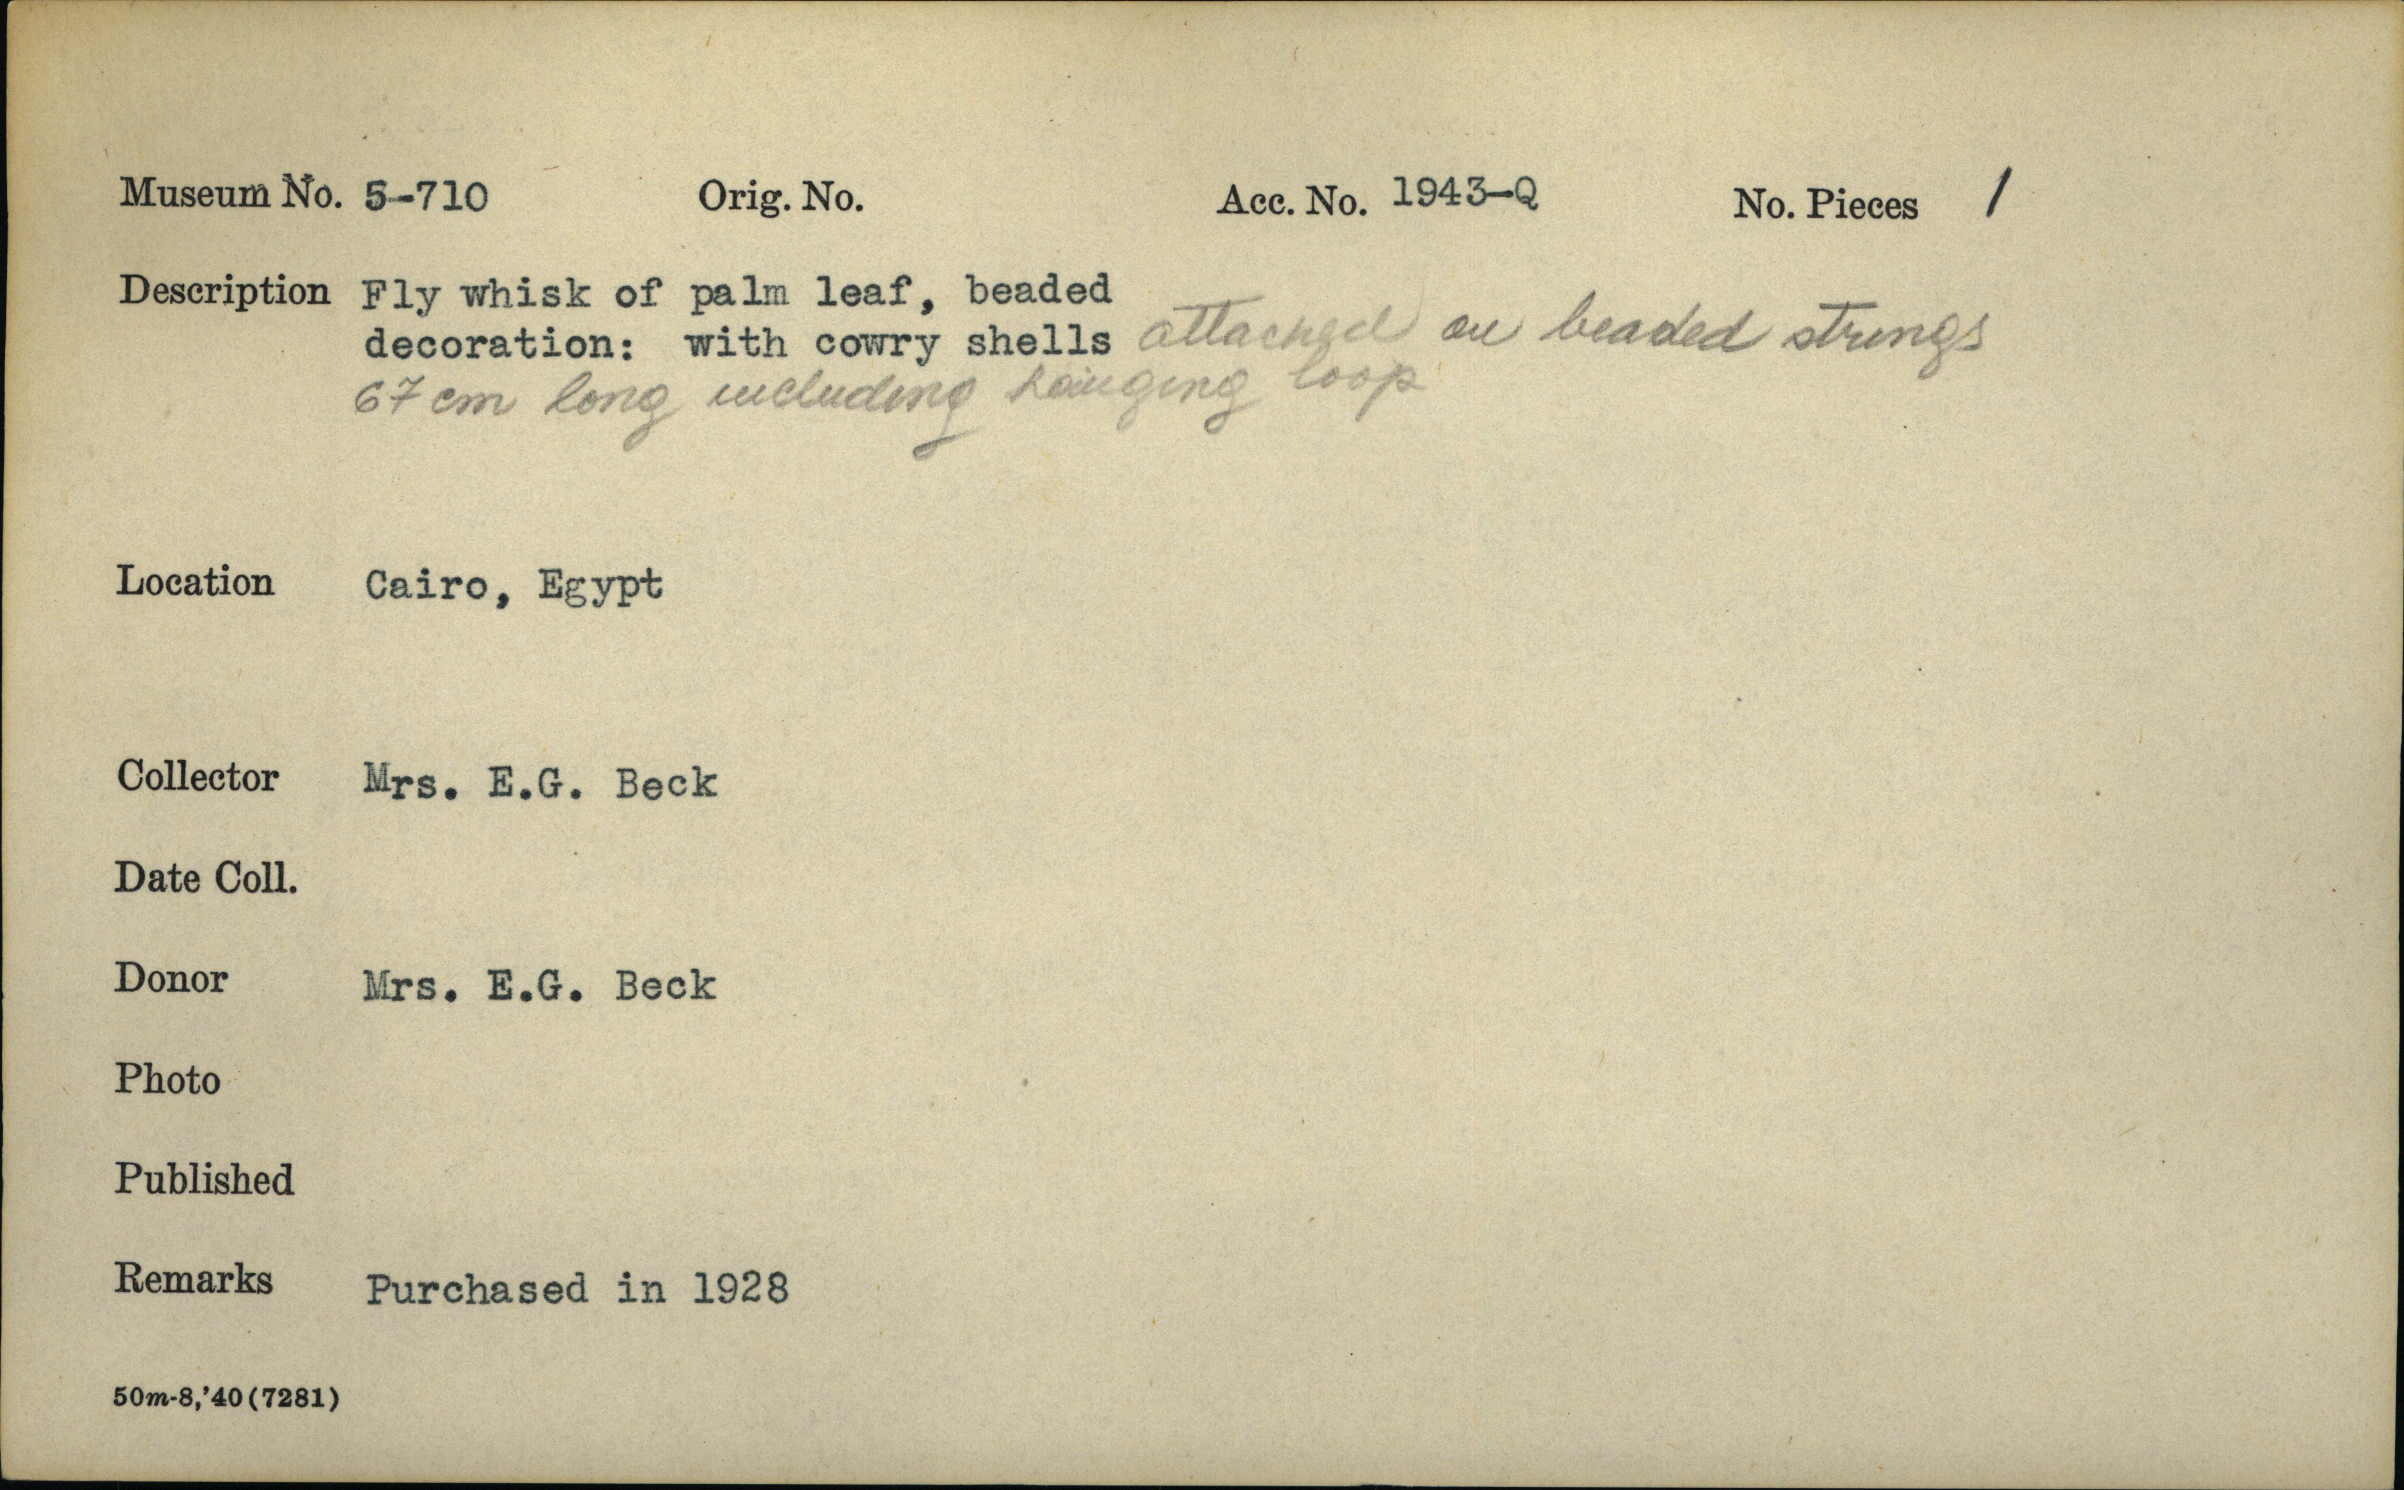 Museum No. 5-710 Orig. No. Acc. No. 1943-Q No. Pieces 1
Description Fly whisk of palm leaf, beaded
decoration: with cowry shells attached on beaded strings
67 cm long including hanging loop
Location Cairo, Egypt
Collector Mrs. E.G. Beck
Date Coll.
Donor Mrs. E.G. Beck
Photo
Published
Remarks Purchased in 1928
50m-8,'40(7281)